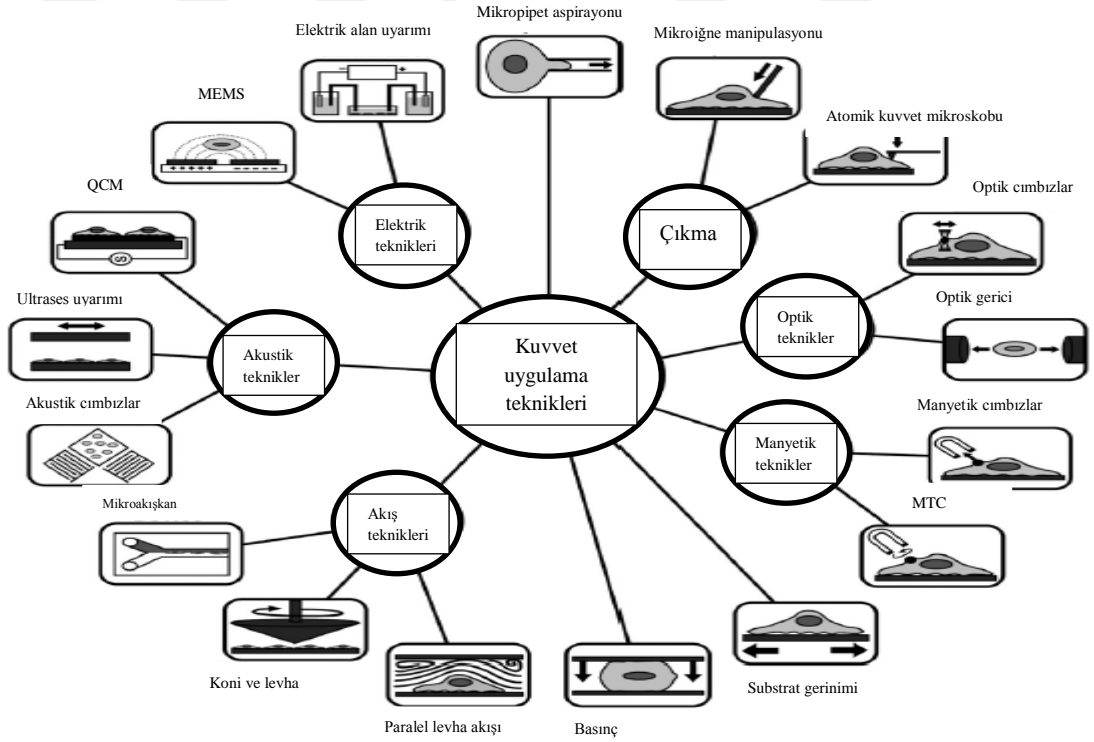 Mikropipet aspirayonu
Elektrik alan uyarımı
Mikroiğne manipulasyonu
MEMS
Atomik kuvvet mikroskobu
QCM
Optik cımbızlar
Elektrik
teknikleri
Çıkma
Ultrases uyarımı
Optik gerici
Optik
teknikler
Akustik
teknikler
Kuvvet
uygulama
teknikleri
Akustik cımbızlar
Manyetik cımbızlar
Manyetik
teknikler
Mikroakışkan
MTC
Akış
teknikleri
Koni ve levha
Substrat gerinimi
Paralel levha akışı
Basınç